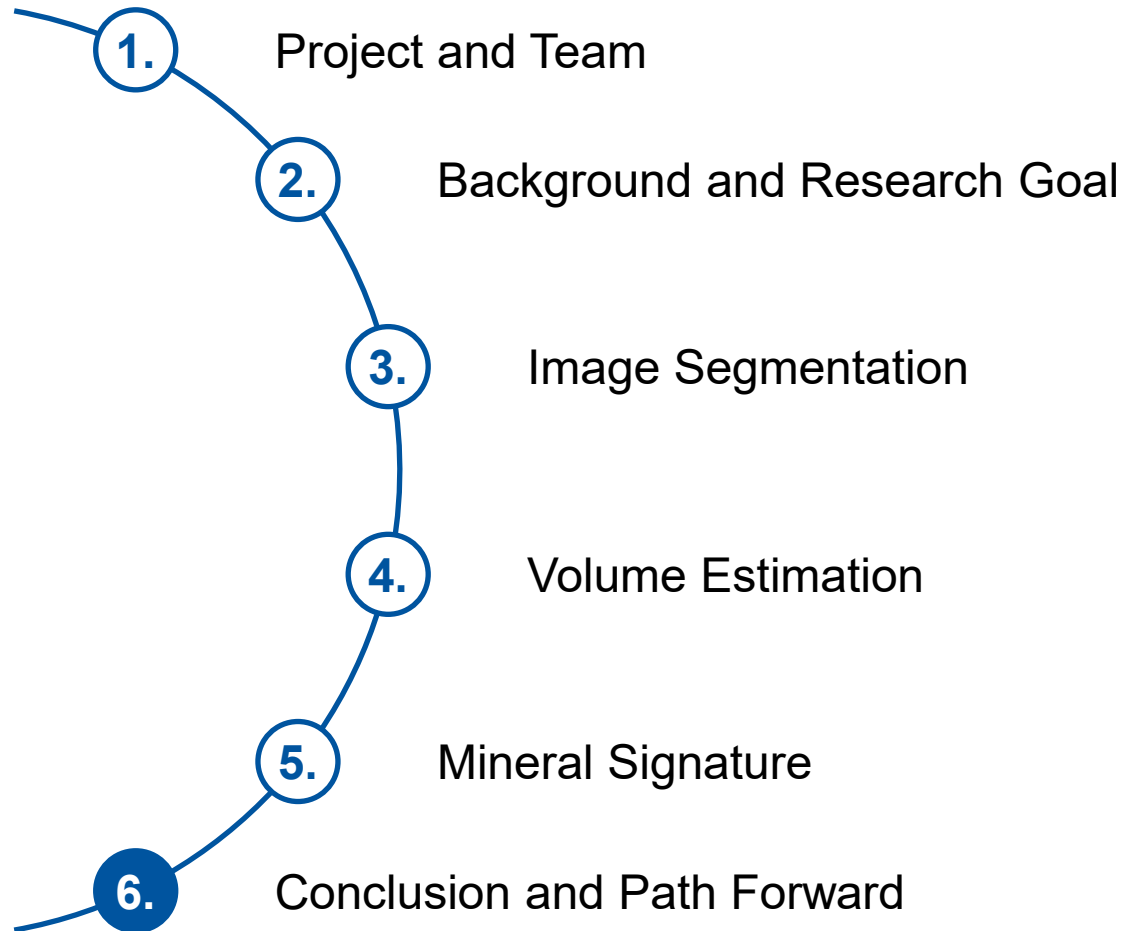 1. Project and Team
2. Background and Research Goal
3. Image Segmentation
4. Volume Estimation
5. Mineral Signature
6. Conclusion and Path Forward